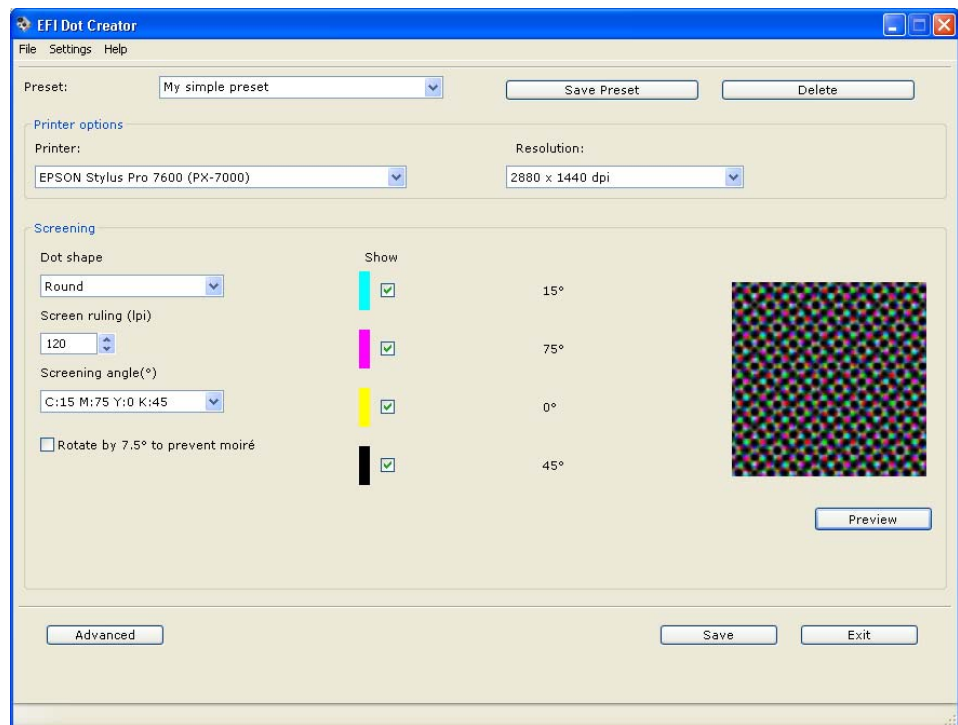 EFI Dot Creator
File Settings Help
Preset: My simple preset Save Preset Delete
Printer options
Printer: Resolution:
EPSON Stylus Pro 7600 (PX-7000) 2880 x 1440 dpi
Screening
Dot shape Show
Round 15°
Screen ruling (lpi)
120 75°
Screening angle(°)
C:15 M:75 Y:0 K:45 0°
Rotate by 7.5° to prevent moiré
45°
Preview
Advanced Save Exit